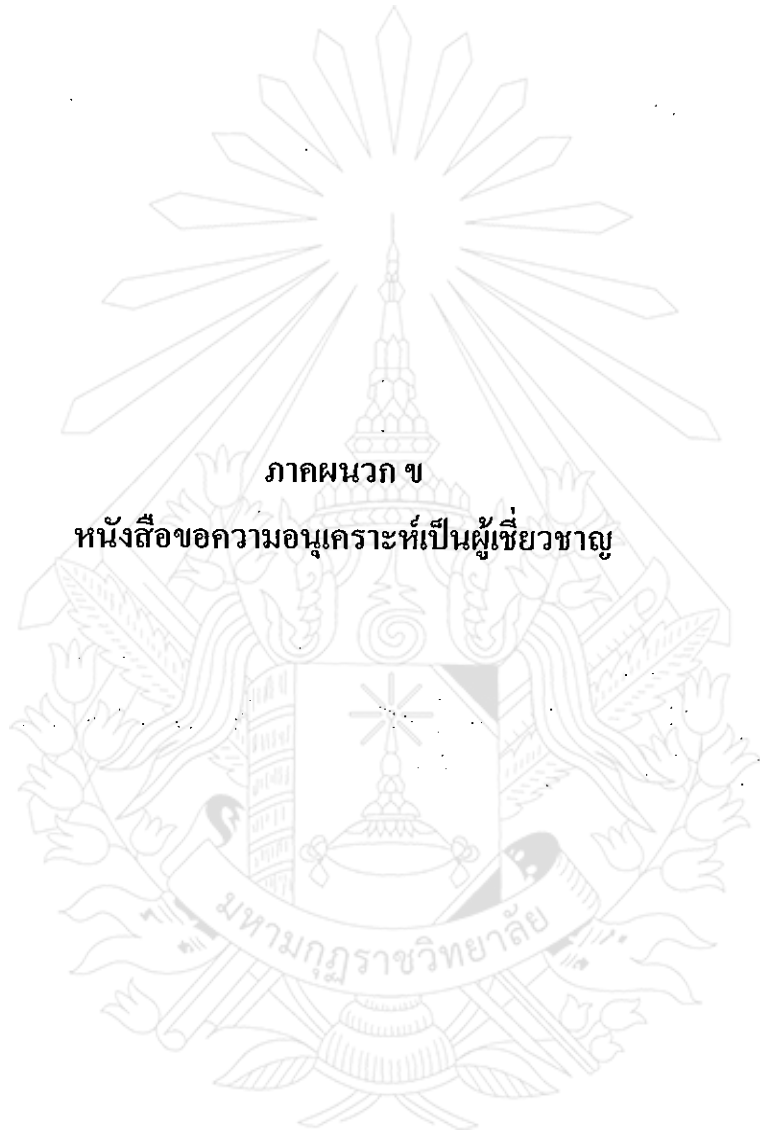 ภาคผนวก ข
หนังสือขอความอนุเคราะห์เป็นผู้เชี่ยวชาญ
มหามกุฏราชวิทยาลัย